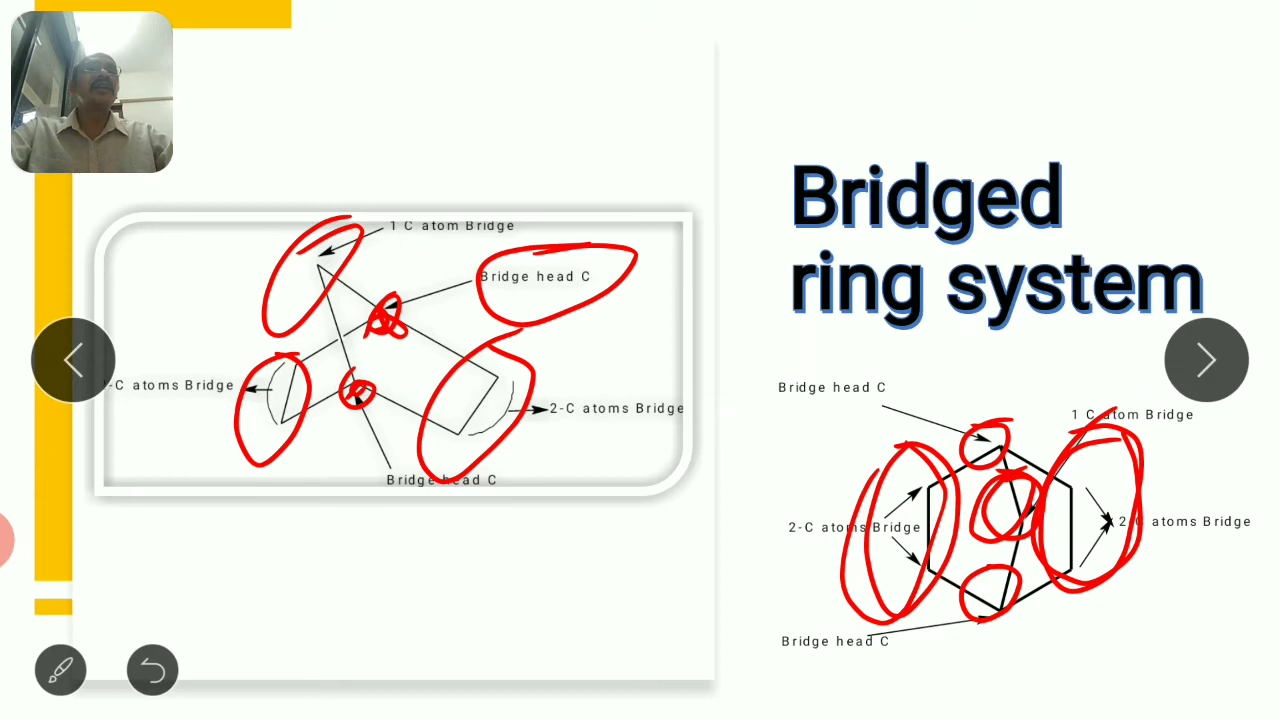 1 C atom Bridge
Bridge head C
-C atoms Bridge
2-C atoms Bridge
Bridge head C
Bridged
ring system
Bridge head C
1 C atom Bridge
2-C atoms Bridge
2-C atoms Bridge
Bridge head C